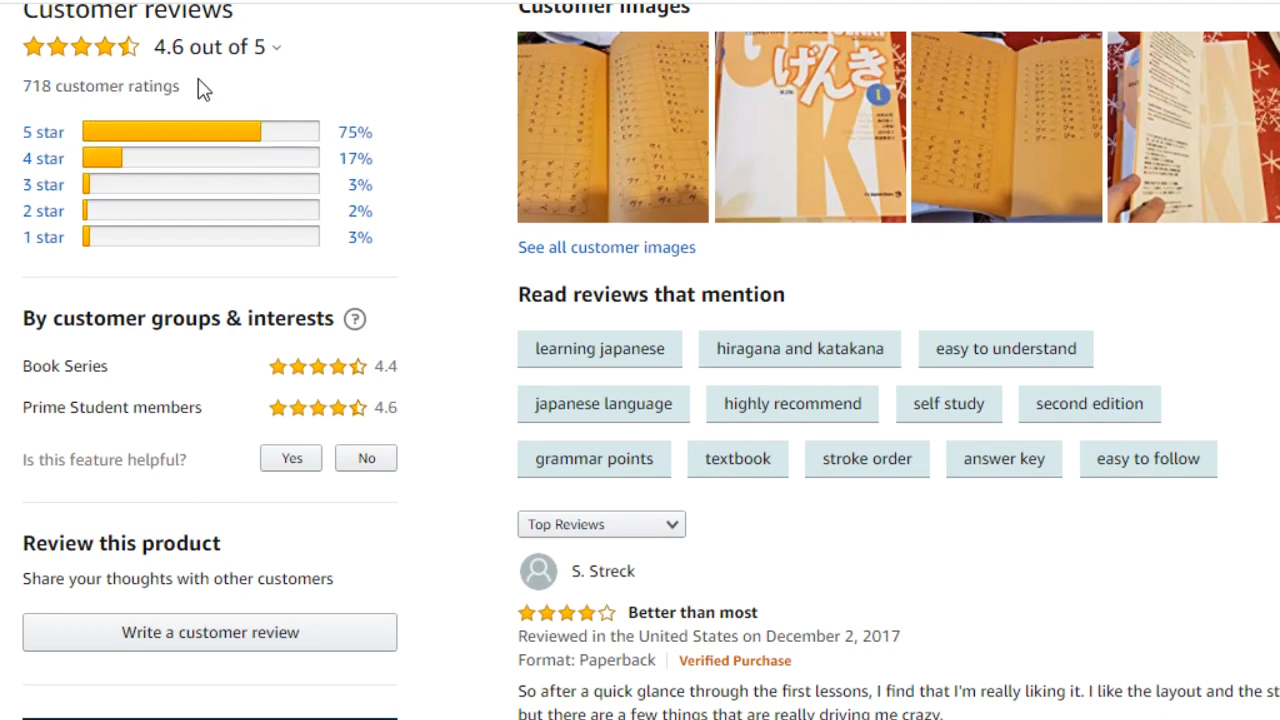 Customer reviews
4.6 out of 5
718 customer ratings
5 star 75%
4 star 17%
3 star 3%
2 star 2%
1 star 3%
By customer groups & interests ?
Book Series 4.4
Prime Student members 4.6
Is this feature helpful? Yes No
Review this product
Share your thoughts with other customers
Write a customer review
Customer images
げんき
I
See all customer images
Read reviews that mention
learning japanese hiragana and katakana easy to understand
japanese language highly recommend self study second edition
grammar points textbook stroke order answer key easy to follow
Top Reviews
S. Streck
Better than most
Reviewed in the United States on December 2, 2017
Format: Paperback Verified Purchase
So after a quick glance through the first lessons, I find that I'm really liking it. I like the layout and the st
but there are a few things that are really driving me crazy.